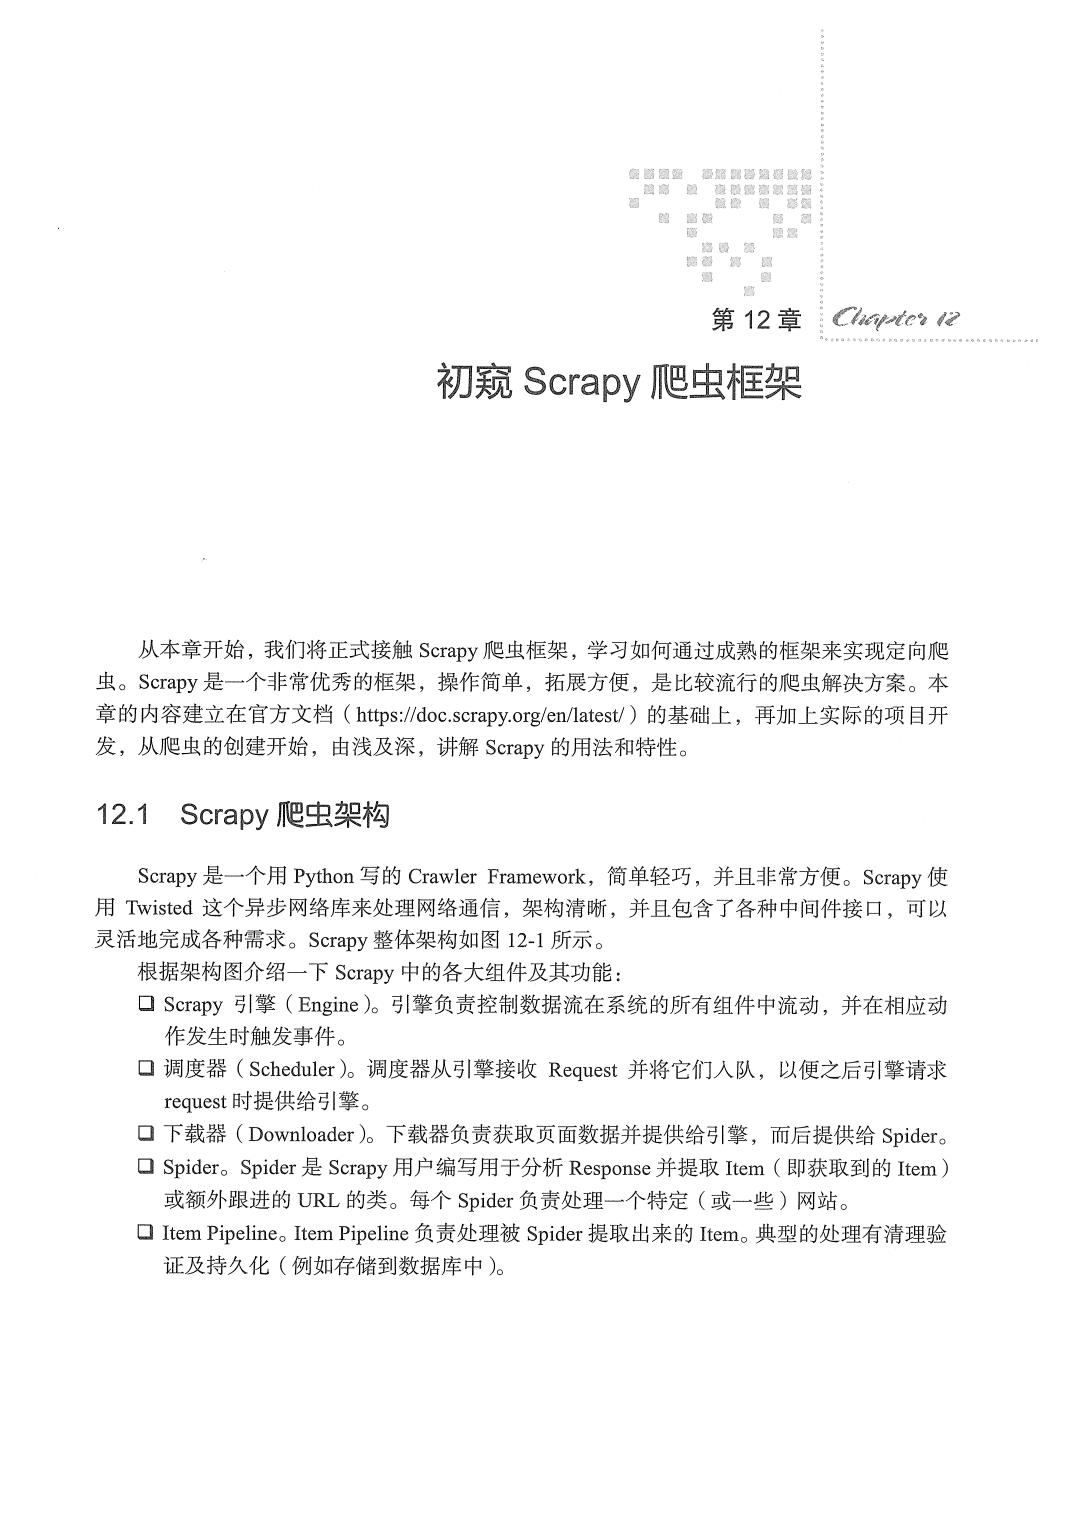 第 12 章
Chapter 12
初窥 Scrapy 爬虫框架
从本章开始，我们将正式接触 Scrapy 爬虫框架，学习如何通过成熟的框架来实现定向爬
虫。Scrapy 是一个非常优秀的框架，操作简单，拓展方便，是比较流行的爬虫解决方案。本
章的内容建立在官方文档（https://doc.scrapy.org/en/latest/）的基础上，再加上实际的项目开
发，从爬虫的创建开始，由浅及深，讲解 Scrapy 的用法和特性。
12.1 Scrapy 爬虫架构
Scrapy 是一个用 Python 写的 Crawler Framework，简单轻巧，并且非常方便。Scrapy 使
用 Twisted 这个异步网络库来处理网络通信，架构清晰，并且包含了各种中间件接口，可以
灵活地完成各种需求。Scrapy 整体架构如图 12-1 所示。
根据架构图介绍一下 Scrapy 中的各大组件及其功能：
❑ Scrapy 引擎（Engine）。引擎负责控制数据流在系统的所有组件中流动，并在相应动
作发生时触发事件。
❑ 调度器（Scheduler）。调度器从引擎接收 Request 并将它们入队，以便之后引擎请求
request 时提供给引擎。
❑ 下载器（Downloader）。下载器负责获取页面数据并提供给引擎，而后提供给 Spider。
❑ Spider。Spider 是 Scrapy 用户编写用于分析 Response 并提取 Item（即获取到的 Item）
或额外跟进的 URL 的类。每个 Spider 负责处理一个特定（或一些）网站。
❑ Item Pipeline。Item Pipeline 负责处理被 Spider 提取出来的 Item。典型的处理有清理验
证及持久化（例如存储到数据库中）。